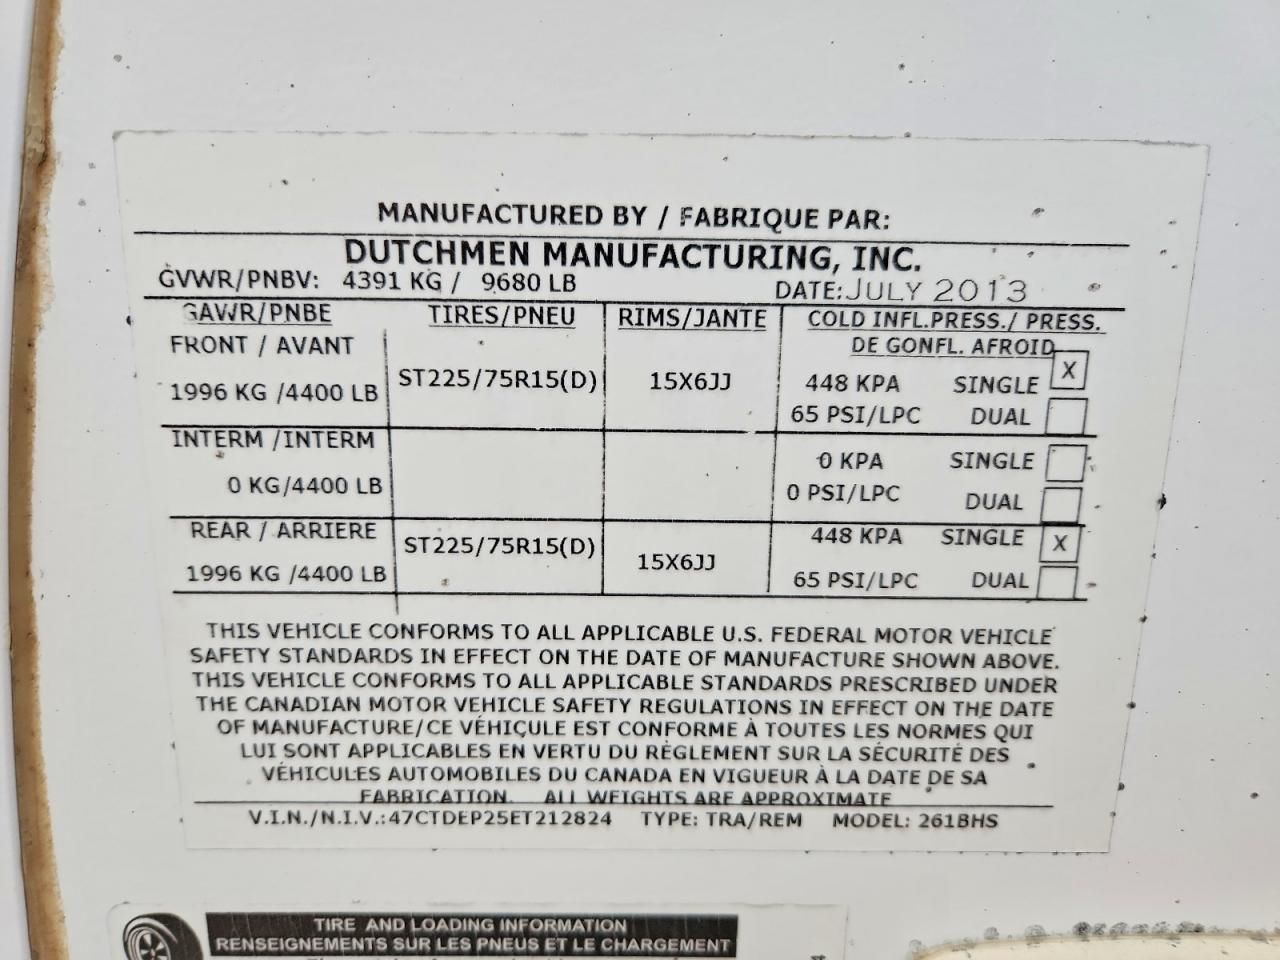 MANUFACTURED BY / FABRIQUE PAR:
DUTCHMEN MANUFACTURING, INC.
GVWR/PNBV: 4391 KG / 9680 LB DATE: JULY 2013
GAWR/PNBE TIRES/PNEU RIMS/JANTE COLD INFL.PRESS./ PRESS.
DE GONFL. AFROID
FRONT / AVANT
1996 KG /4400 LB ST225/75R15(D) 15X6JJ 448 KPA SINGLE X
65 PSI/LPC DUAL
INTERM /INTERM
0 KPA SINGLE
0 KG/4400 LB
0 PSI/LPC DUAL
REAR / ARRIERE
ST225/75R15(D) 15X6JJ 448 KPA SINGLE X
1996 KG /4400 LB 65 PSI/LPC DUAL
THIS VEHICLE CONFORMS TO ALL APPLICABLE U.S. FEDERAL MOTOR VEHICLE
SAFETY STANDARDS IN EFFECT ON THE DATE OF MANUFACTURE SHOWN ABOVE.
THIS VEHICLE CONFORMS TO ALL APPLICABLE STANDARDS PRESCRIBED UNDER
THE CANADIAN MOTOR VEHICLE SAFETY REGULATIONS IN EFFECT ON THE DATE
OF MANUFACTURE/CE VÉHIÇULE EST CONFORME À TOUTES LES NORMES QUI
LUI SONT APPLICABLES EN VERTU DU RÈGLEMENT SUR LA SÉCURITÉ DES
VÉHICULES AUTOMOBILES DU CANADA EN VIGUEUR À LA DATE DE SA
FABRICATION. ALL WEIGHTS ARE APPROXIMATE
V.I.N./N.I.V.:47CTDEP25ET212824 TYPE: TRA/REM MODEL: 261BHS
TIRE AND LOADING INFORMATION
RENSEIGNEMENTS SUR LES PNEUS ET LE CHARGEMENT